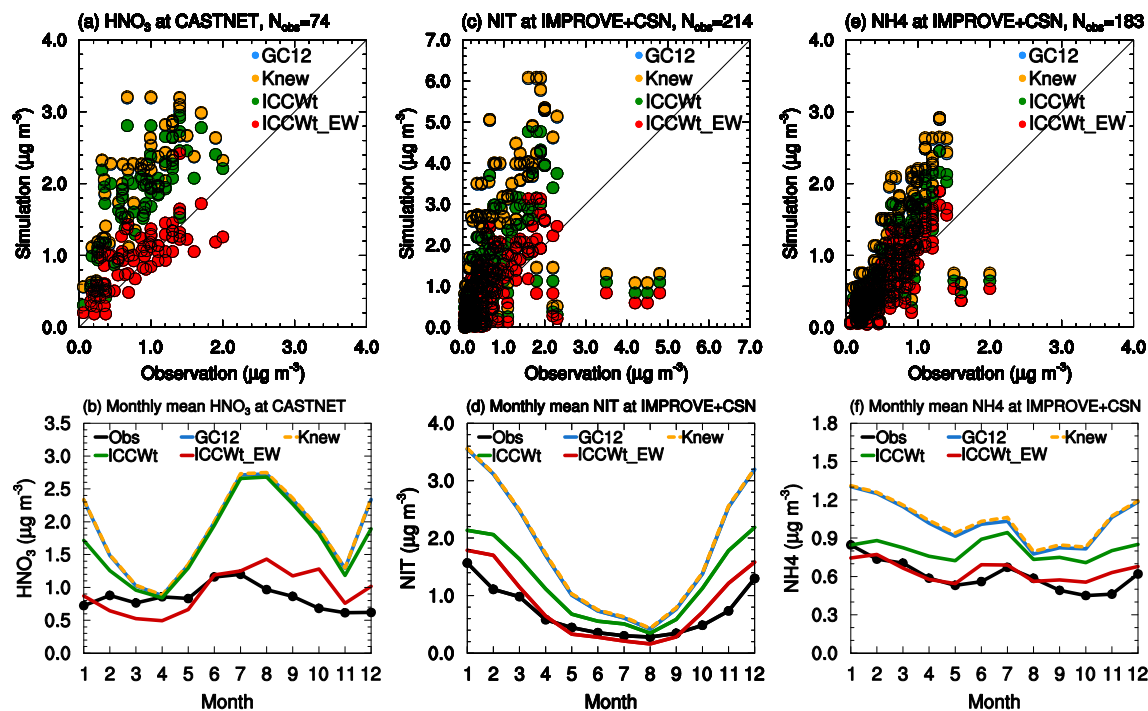 (a) HNO₃ at CASTNET, N_obs=74
GC12
Knew
ICCWt
ICCWt_EW
4.0
3.0
2.0
1.0
0.0
Simulation (µg m⁻³)
0.0 1.0 2.0 3.0 4.0
Observation (µg m⁻³)
(c) NIT at IMPROVE+CSN, N_obs=214
GC12
Knew
ICCWt
ICCWt_EW
7.0
6.0
5.0
4.0
3.0
2.0
1.0
0.0
Simulation (µg m⁻³)
0.0 1.0 2.0 3.0 4.0 5.0 6.0 7.0
Observation (µg m⁻³)
(e) NH4 at IMPROVE+CSN, N_obs=183
GC12
Knew
ICCWt
ICCWt_EW
4.0
3.0
2.0
1.0
0.0
Simulation (µg m⁻³)
0.0 1.0 2.0 3.0 4.0
Observation (µg m⁻³)
(b) Monthly mean HNO₃ at CASTNET
Obs GC12 Knew
ICCWt ICCWt_EW
3.5
3.0
2.5
2.0
1.5
1.0
0.5
0.0
HNO₃ (µg m⁻³)
1 2 3 4 5 6 7 8 9 10 11 12
Month
(d) Monthly mean NIT at IMPROVE+CSN
Obs GC12 Knew
ICCWt ICCWt_EW
4.0
3.0
2.0
1.0
0.0
NIT (µg m⁻³)
1 2 3 4 5 6 7 8 9 10 11 12
Month
(f) Monthly mean NH4 at IMPROVE+CSN
Obs GC12 Knew
ICCWt ICCWt_EW
1.8
1.5
1.2
0.9
0.6
0.3
0.0
NH4 (µg m⁻³)
1 2 3 4 5 6 7 8 9 10 11 12
Month